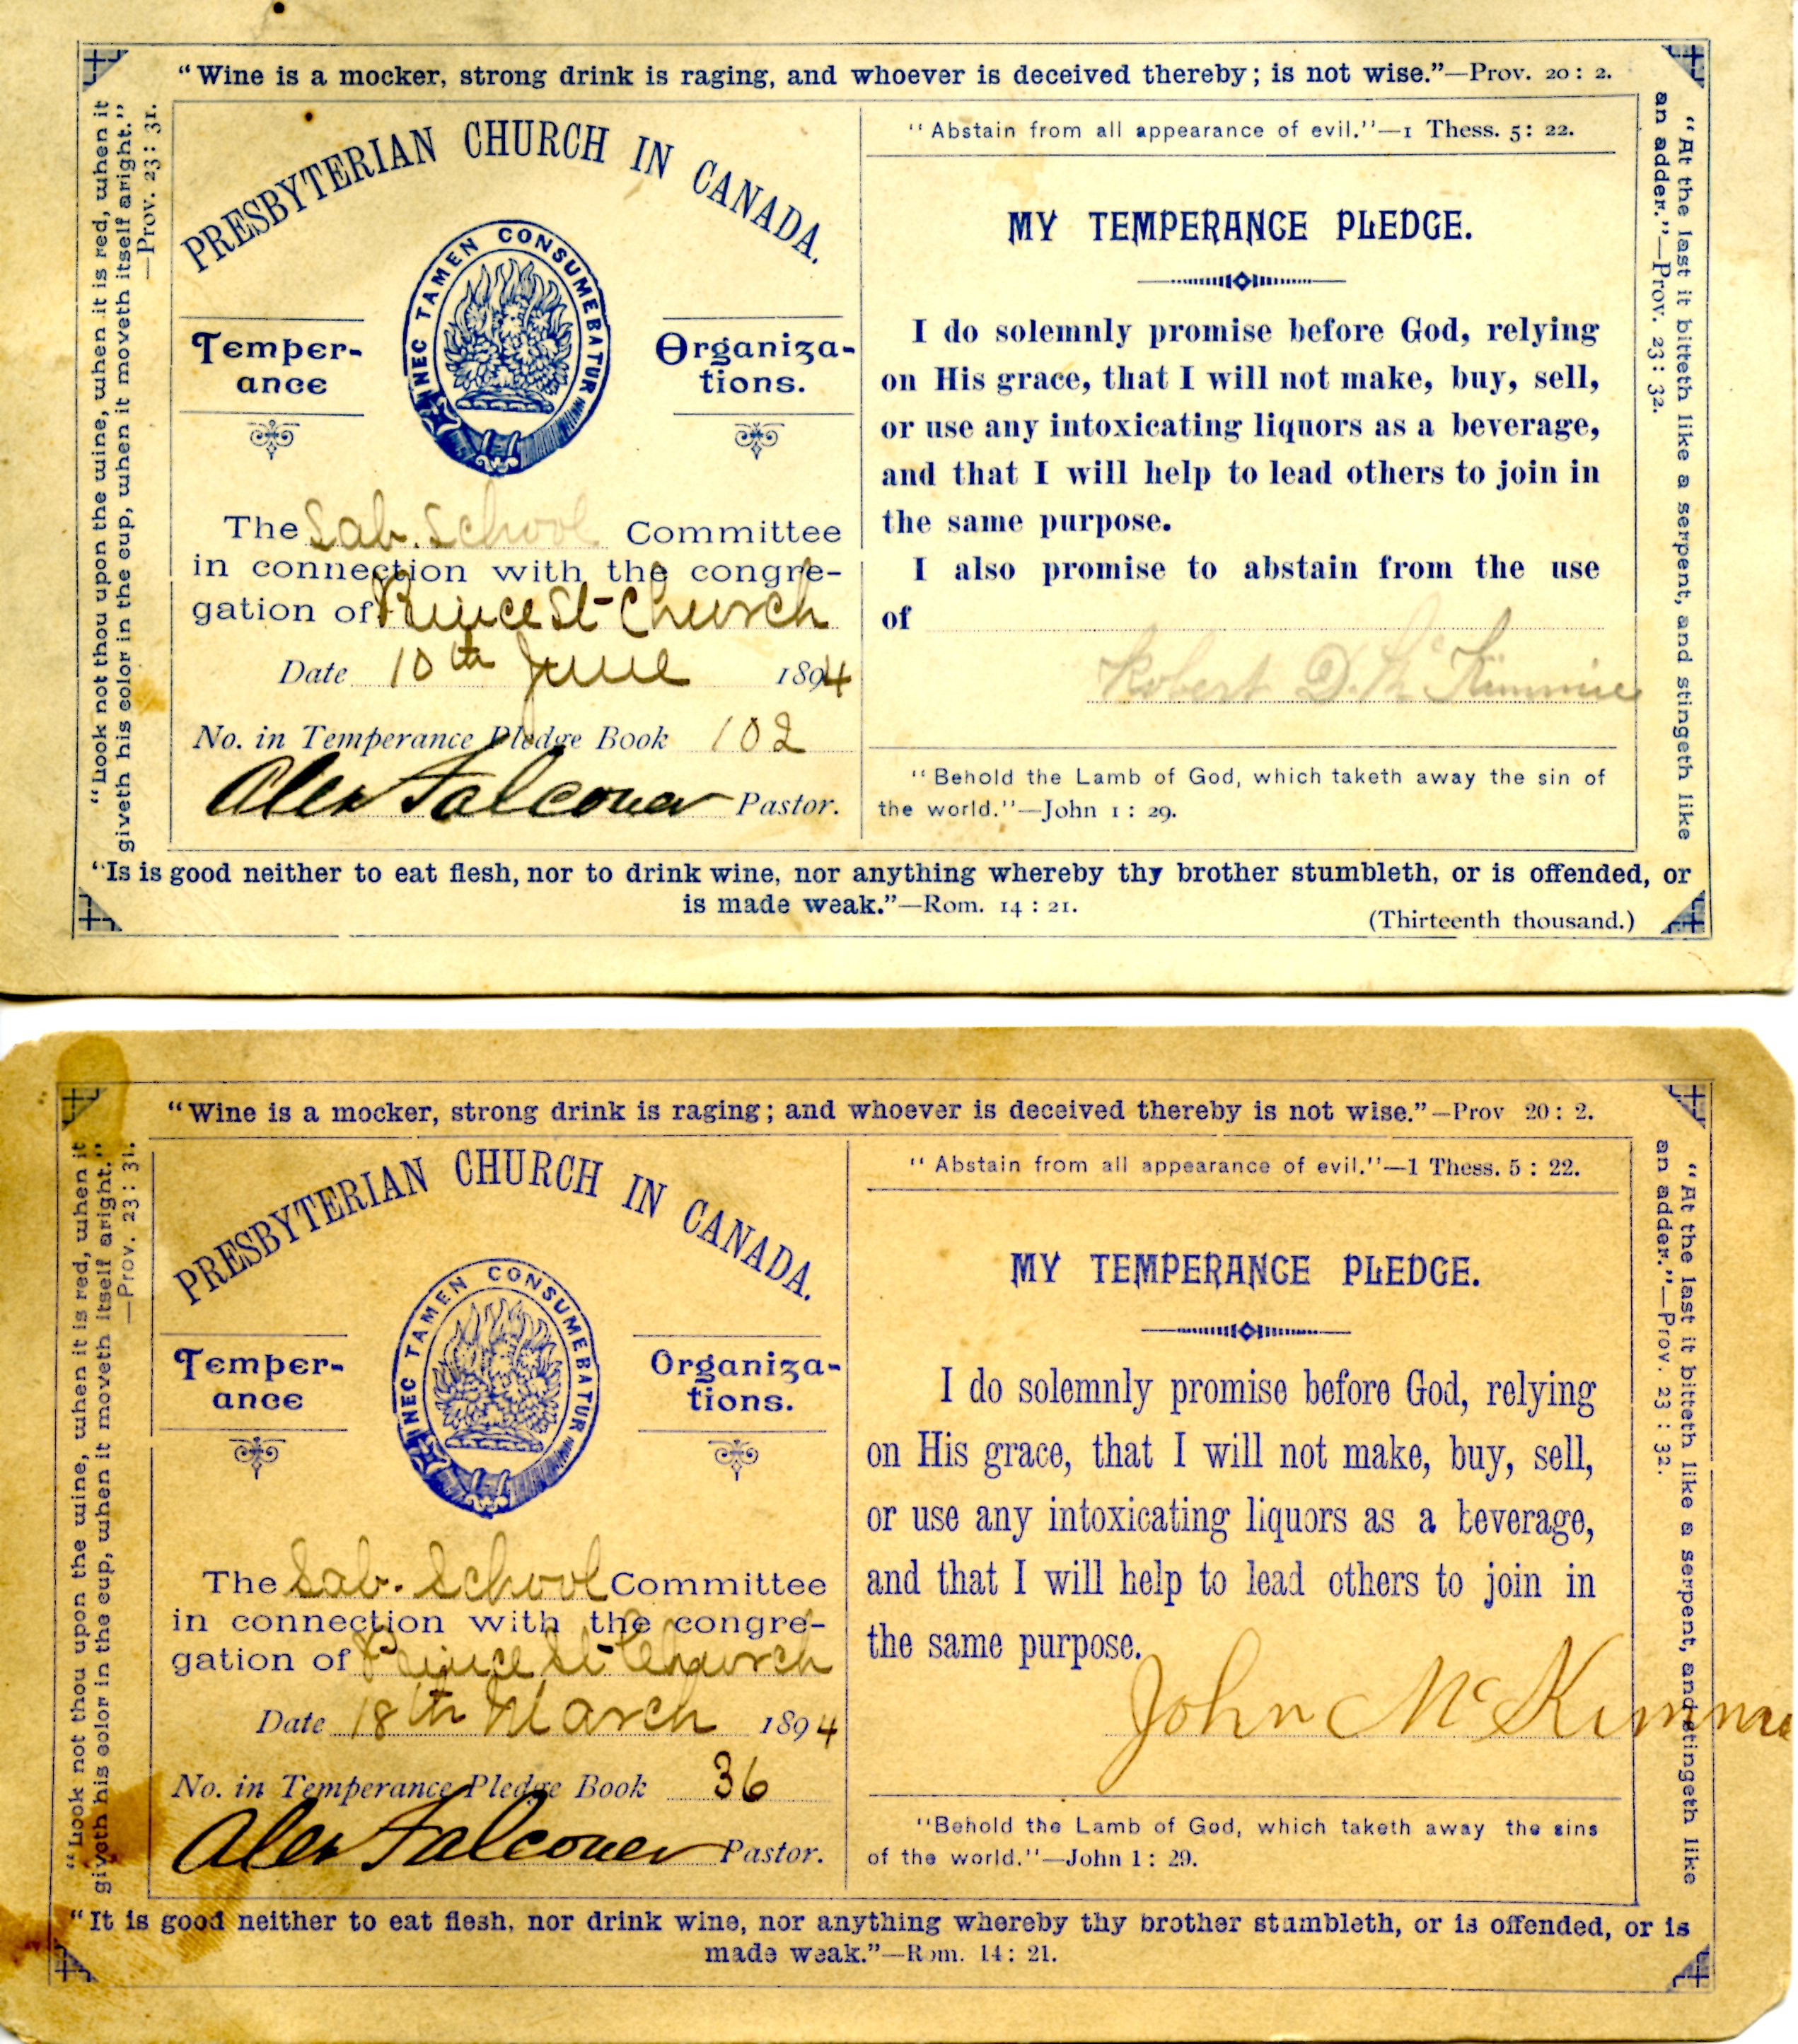 "Wine is a mocker, strong drink is raging, and whoever is deceived thereby; is not wise."—Prov. 20: 2.
"Look not thou upon the wine, when it is red, when it
giveth his color in the cup, when it moveth itself aright."
—Prov. 23: 31.
PRESBYTERIAN CHURCH IN CANADA.
NEC TAMEN CONSUMEBATUR
Temper-
ance
Organiza-
tions.
The Sab. School Committee
in connection with the congre-
gation of Prince St Church
Date 10th June 1894
No. in Temperance Pledge Book 102
Alex Falconer Pastor.
"Abstain from all appearance of evil."—1 Thess. 5: 22.
MY TEMPERANCE PLEDGE.
I do solemnly promise before God, relying
on His grace, that I will not make, buy, sell,
or use any intoxicating liquors as a beverage,
and that I will help to lead others to join in
the same purpose.
I also promise to abstain from the use
of
Robert D. Mc Kimmie
"Behold the Lamb of God, which taketh away the sin of
the world."—John 1: 29.
"At the last it biteth like a serpent, and stingeth like
an adder."—Prov. 23: 32.
"Is is good neither to eat flesh, nor to drink wine, nor anything whereby thy brother stumbleth, or is offended, or
is made weak."—Rom. 14: 21.
(Thirteenth thousand.)
"Wine is a mocker, strong drink is raging; and whoever is deceived thereby is not wise."—Prov 20: 2.
"Look not thou upon the wine, when it is red, when it
giveth his color in the cup, when it moveth itself aright."
—Prov. 23: 31.
PRESBYTERIAN CHURCH IN CANADA.
NEC TAMEN CONSUMEBATUR
Temper-
ance
Organiza-
tions.
The Sab. School Committee
in connection with the congre-
gation of Prince St Church
Date 18th March 1894
No. in Temperance Pledge Book 36
Alex Falconer Pastor.
"Abstain from all appearance of evil."—1 Thess. 5: 22.
MY TEMPERANCE PLEDGE.
I do solemnly promise before God, relying
on His grace, that I will not make, buy, sell,
or use any intoxicating liquors as a beverage,
and that I will help to lead others to join in
the same purpose.
John Mc Kimmie
"Behold the Lamb of God, which taketh away the sins
of the world."—John 1: 29.
"At the last it bitteth like a serpent, and stingeth like
an adder."—Prov. 23: 32.
"It is good neither to eat flesh, nor drink wine, nor anything whereby thy brother stumbleth, or is offended, or is
made weak."—Rom. 14: 21.